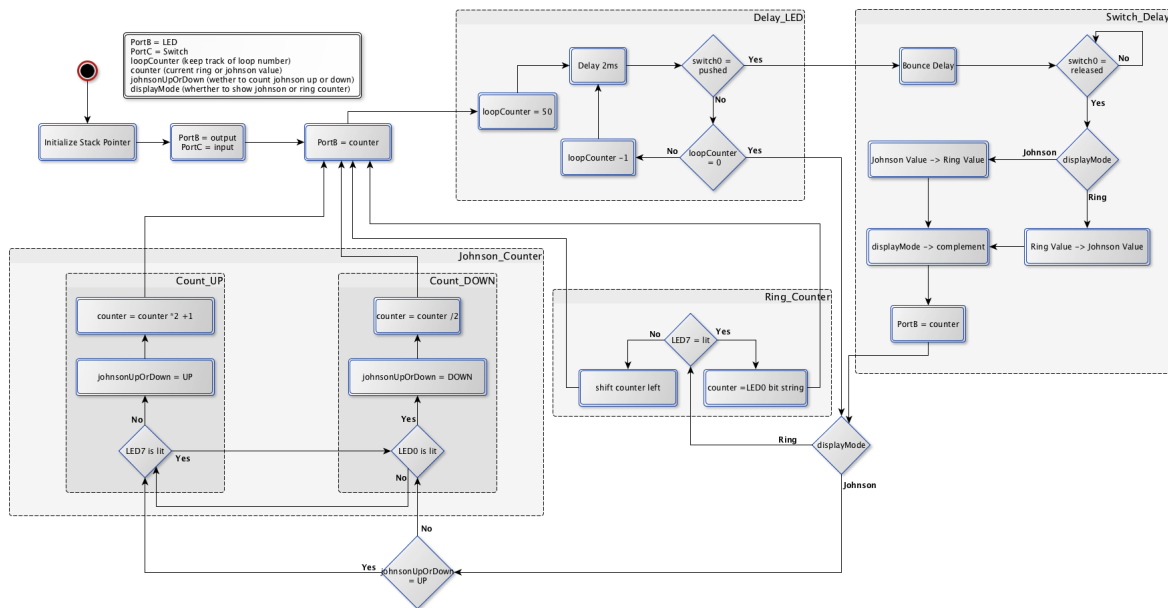 PortB = LED
PortC = Switch
loopCounter (keep track of loop number)
counter (current ring or johnson value)
johnsonUpOrDown (wether to count johnson up or down)
displayMode (wherther to show johnson or ring counter)
Initialize Stack Pointer
PortB = output
PortC = input
PortB = counter
Delay_LED
loopCounter = 50
Delay 2ms
switch0 =
pushed
Yes
No
loopCounter
= 0
No
Yes
loopCounter -1
Switch_Delay
Bounce Delay
switch0 =
released
No
Yes
displayMode
Johnson
Ring
Johnson Value -> Ring Value
Ring Value -> Johnson Value
displayMode -> complement
PortB = counter
Johnson_Counter
Count_UP
counter = counter *2 +1
johnsonUpOrDown = UP
No
LED7 is lit
Yes
Count_DOWN
counter = counter /2
johnsonUpOrDown = DOWN
Yes
LED0 is lit
No
Ring_Counter
LED7 = lit
No
Yes
shift counter left
counter =LED0 bit string
displayMode
Ring
Johnson
johnsonUpOrDown
= UP
Yes
No